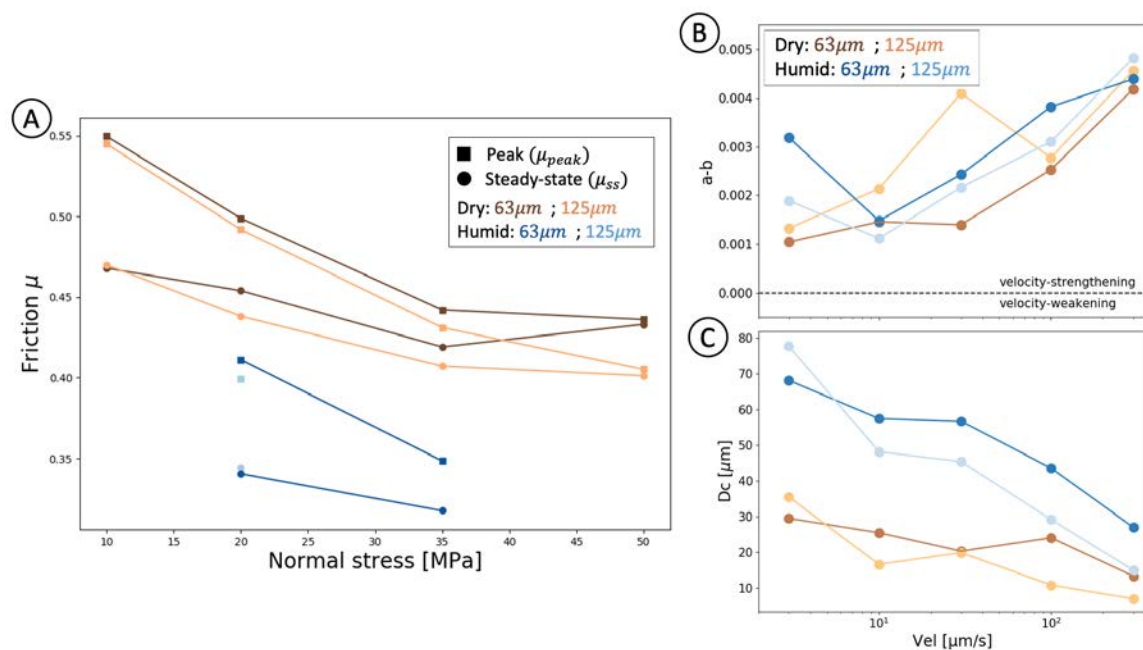 A
Friction μ
0.55
0.50
0.45
0.40
0.35
10 15 20 25 30 35 40 45 50
Normal stress [MPa]
Peak (μpeak)
Steady-state (μss)
Dry: 63μm ; 125μm
Humid: 63μm ; 125μm
B
a-b
0.005
0.004
0.003
0.002
0.001
0.000
Dry: 63μm ; 125μm
Humid: 63μm ; 125μm
velocity-strengthening
velocity-weakening
C
Dc [μm]
80
70
60
50
40
30
20
10
10¹ 10²
Vel [μm/s]